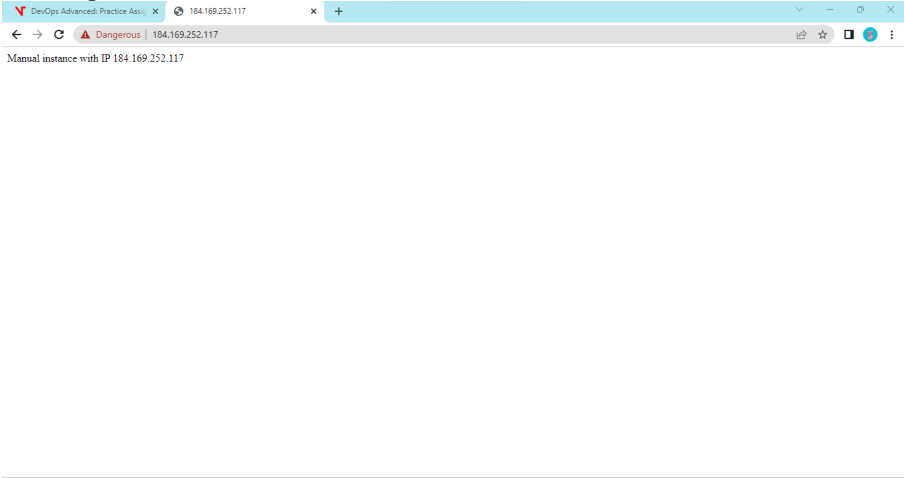 DevOps Advanced: Practice Assig
184.169.252.117
Dangerous
184.169.252.117
Manual instance with IP 184.169.252.117